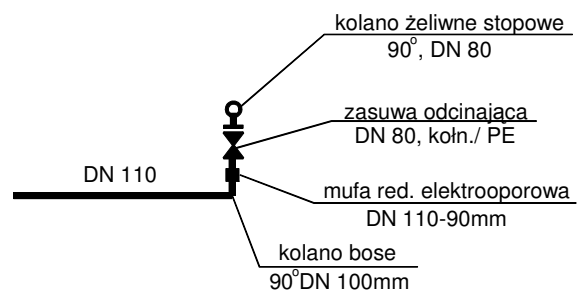 kolano żeliwne stopowe
90°, DN 80
zasuwa odcinająca
DN 80, kołn./ PE
DN 110
mufa red. elektrooporowa
DN 110-90mm
kolano bose
90°DN 100mm